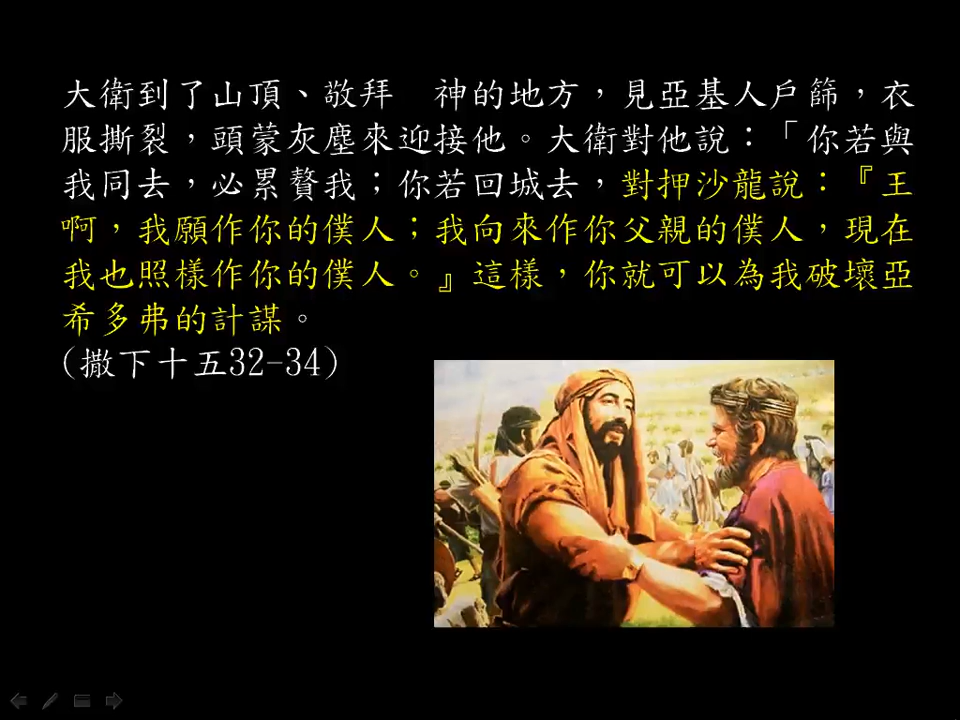 大衛到了山頂、敬拜　神的地方，見亞基人戶篩，衣
服撕裂，頭蒙灰塵來迎接他。大衛對他說：「你若與
我同去，必累贅我；你若回城去，對押沙龍說：『王
啊，我願作你的僕人；我向來作你父親的僕人，現在
我也照樣作你的僕人。』這樣，你就可以為我破壞亞
希多弗的計謀。
(撒下十五32-34)